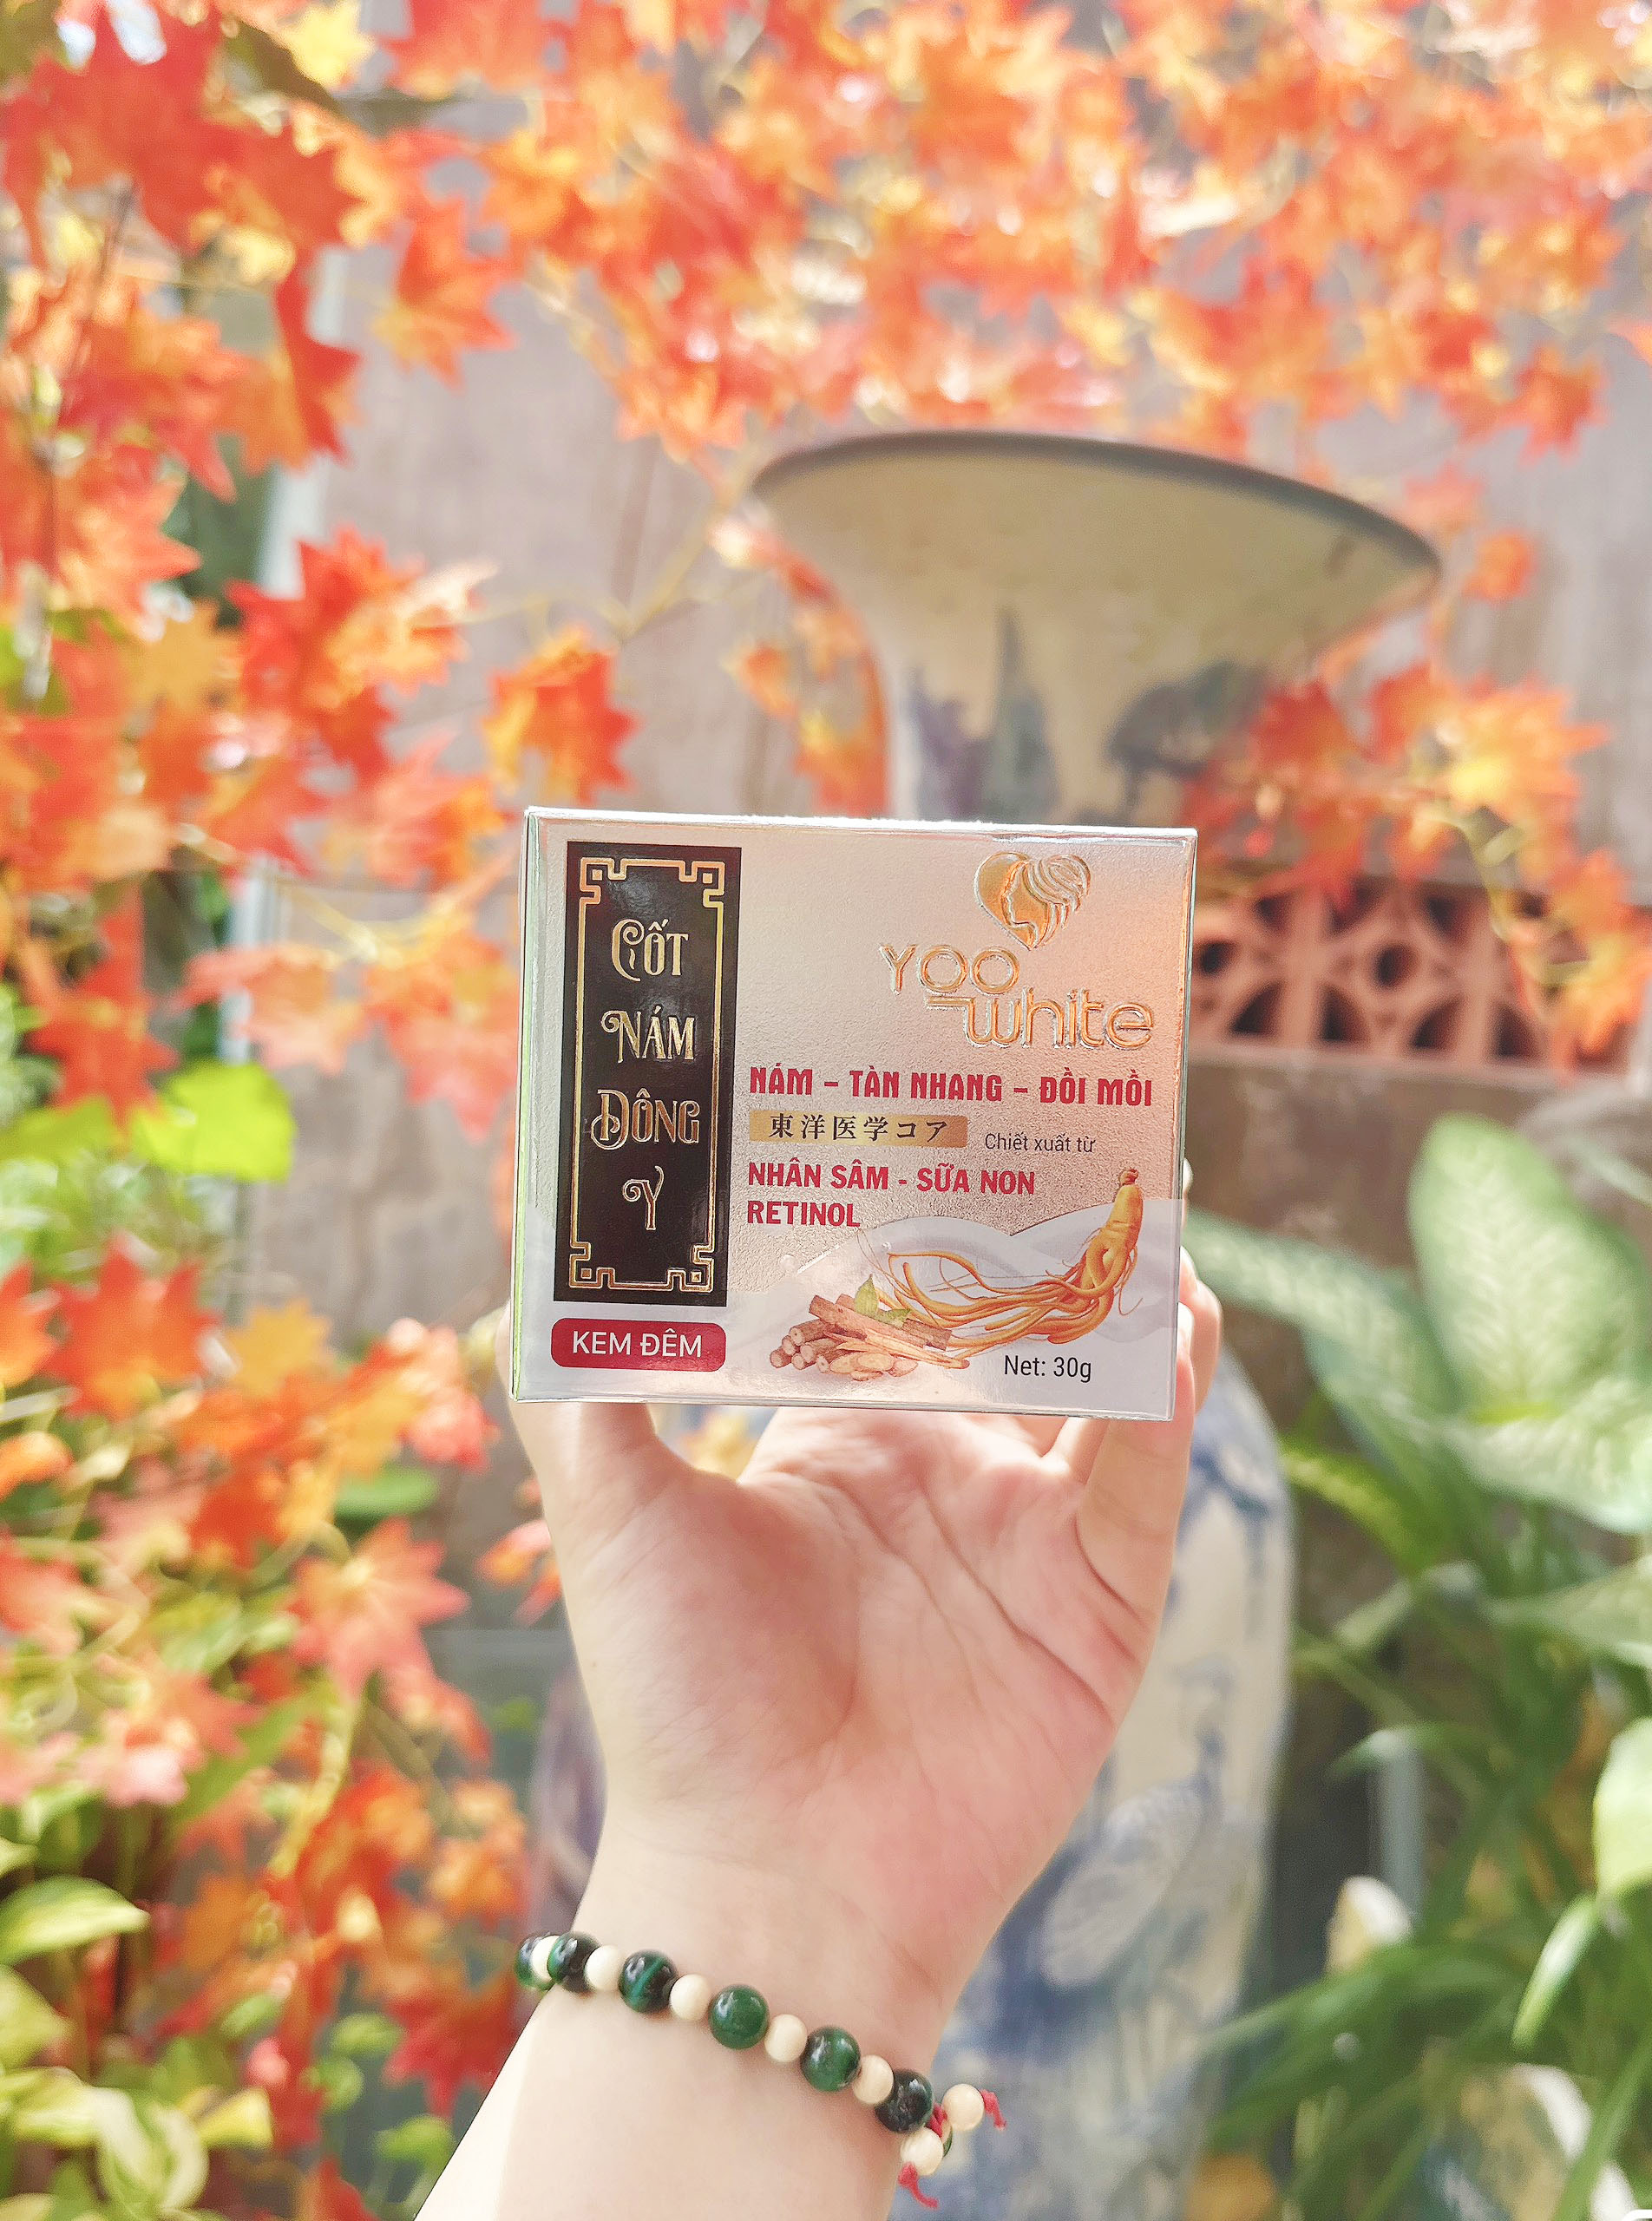 CỐT
NÁM
ĐÔNG
Y
KEM ĐÊM
YOO
White
NÁM - TÀN NHANG - ĐỒI MỒI
東洋医学コア
Chiết xuất từ
NHÂN SÂM - SỮA NON
RETINOL
Net: 30g